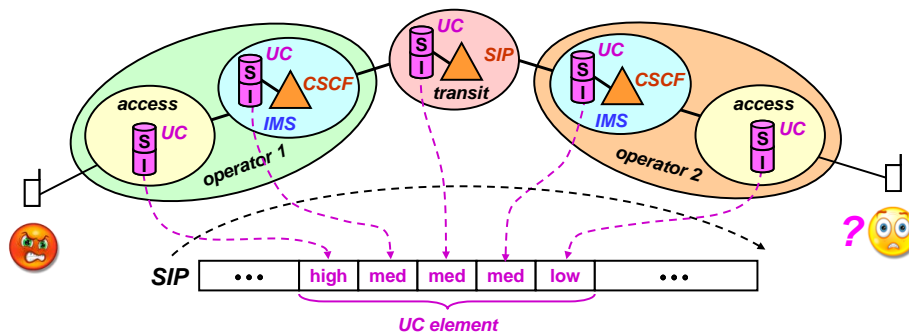 UC
S
I
CSCF
IMS
access
UC
S
I
operator 1
UC
S
I
SIP
transit
UC
S
I
CSCF
IMS
access
UC
S
I
operator 2
?
SIP
••• high med med med low •••
UC element